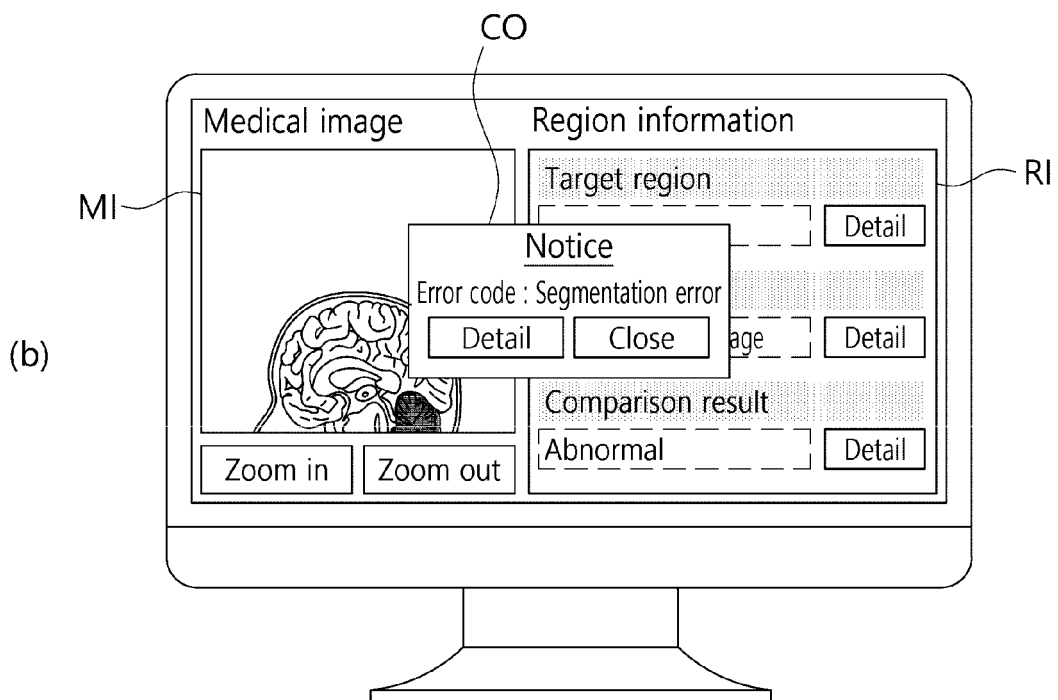 CO
Medical image
Region information
MI
RI
Target region
Detail
Notice
Error code : Segmentation error
Detail
Close
Detail
(b)
Comparison result
Abnormal
Detail
Zoom in
Zoom out